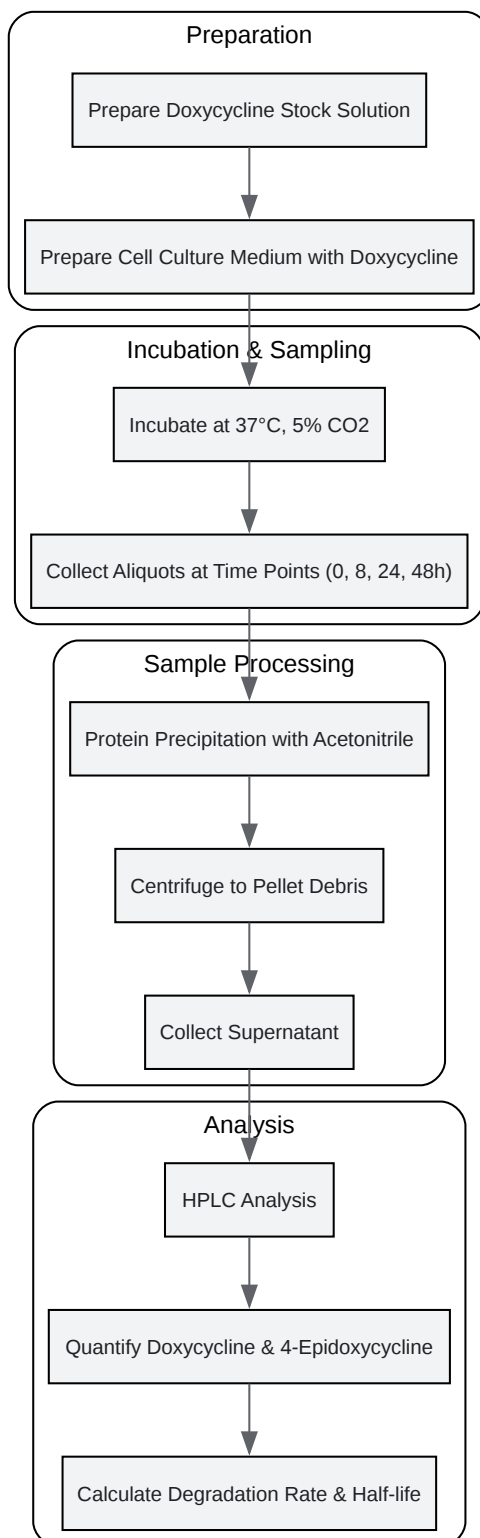 Preparation
Prepare Doxycycline Stock Solution
Prepare Cell Culture Medium with Doxycycline
Incubation & Sampling
Incubate at 37°C, 5% CO2
Collect Aliquots at Time Points (0, 8, 24, 48h)
Sample Processing
Protein Precipitation with Acetonitrile
Centrifuge to Pellet Debris
Collect Supernatant
Analysis
HPLC Analysis
Quantify Doxycycline & 4-Epidoxycycline
Calculate Degradation Rate & Half-life